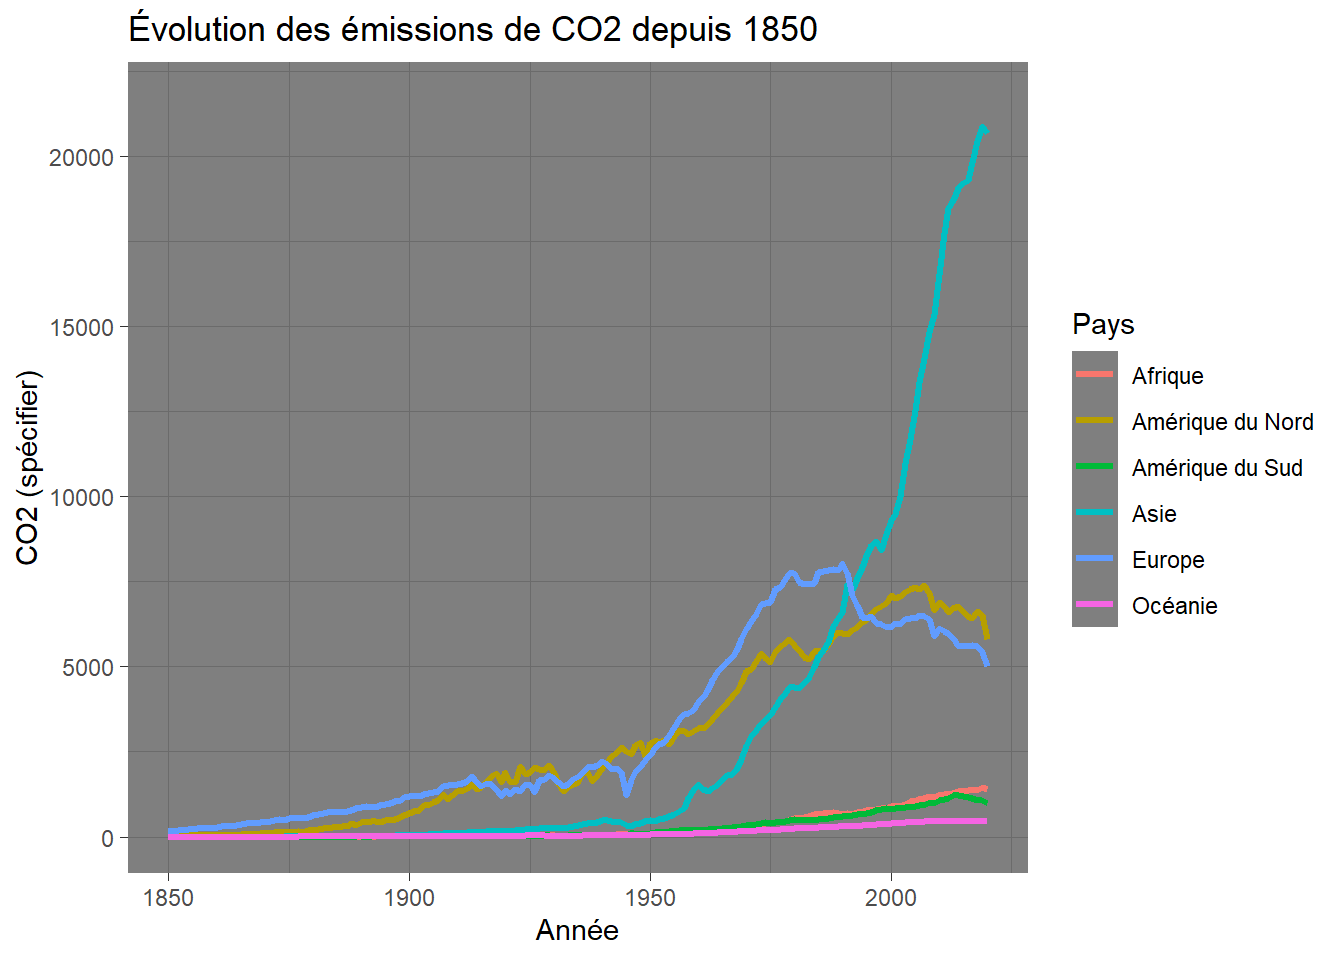 Évolution des émissions de CO2 depuis 1850
CO2 (spécifier)
20000
15000
10000
5000
0
1850
1900
1950
2000
Année
Pays
Afrique
Amérique du Nord
Amérique du Sud
Asie
Europe
Océanie